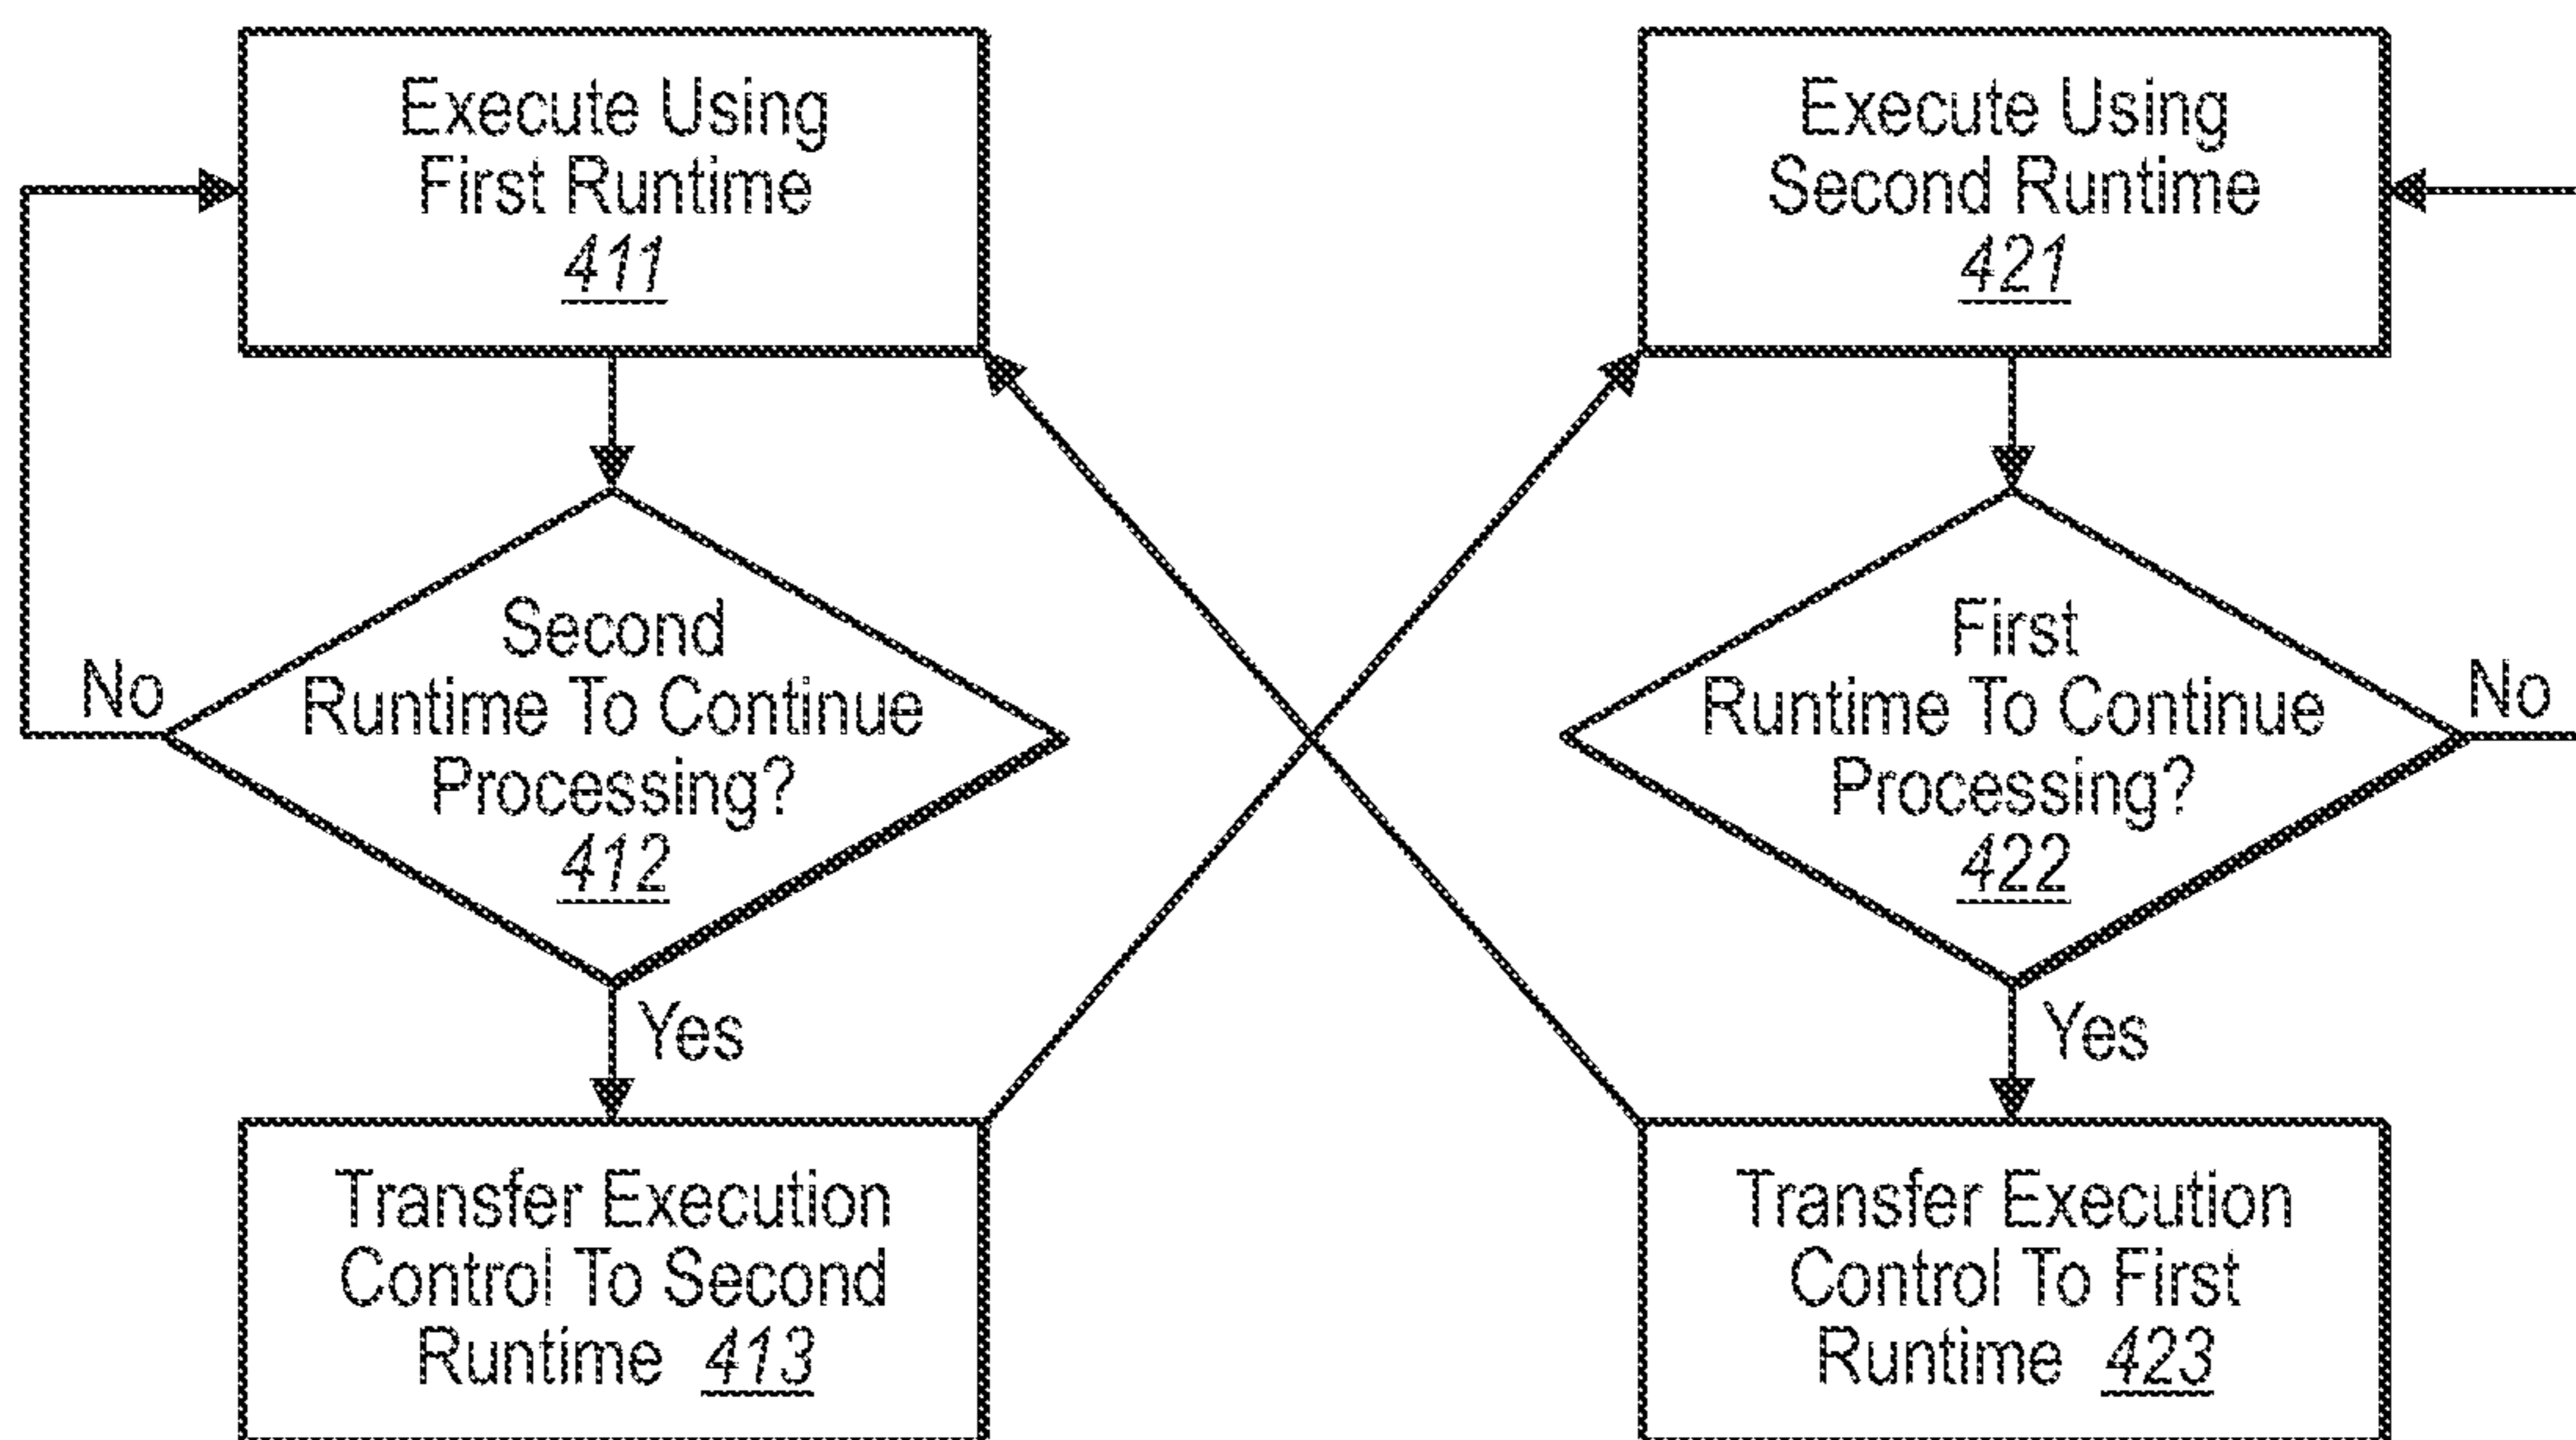 Execute Using
First Runtime
411
Execute Using
Second Runtime
421
Second
Runtime To Continue
Processing?
412
No
First
Runtime To Continue
Processing?
422
No
Yes
Yes
Transfer Execution
Control To Second
Runtime 413
Transfer Execution
Control To First
Runtime 423